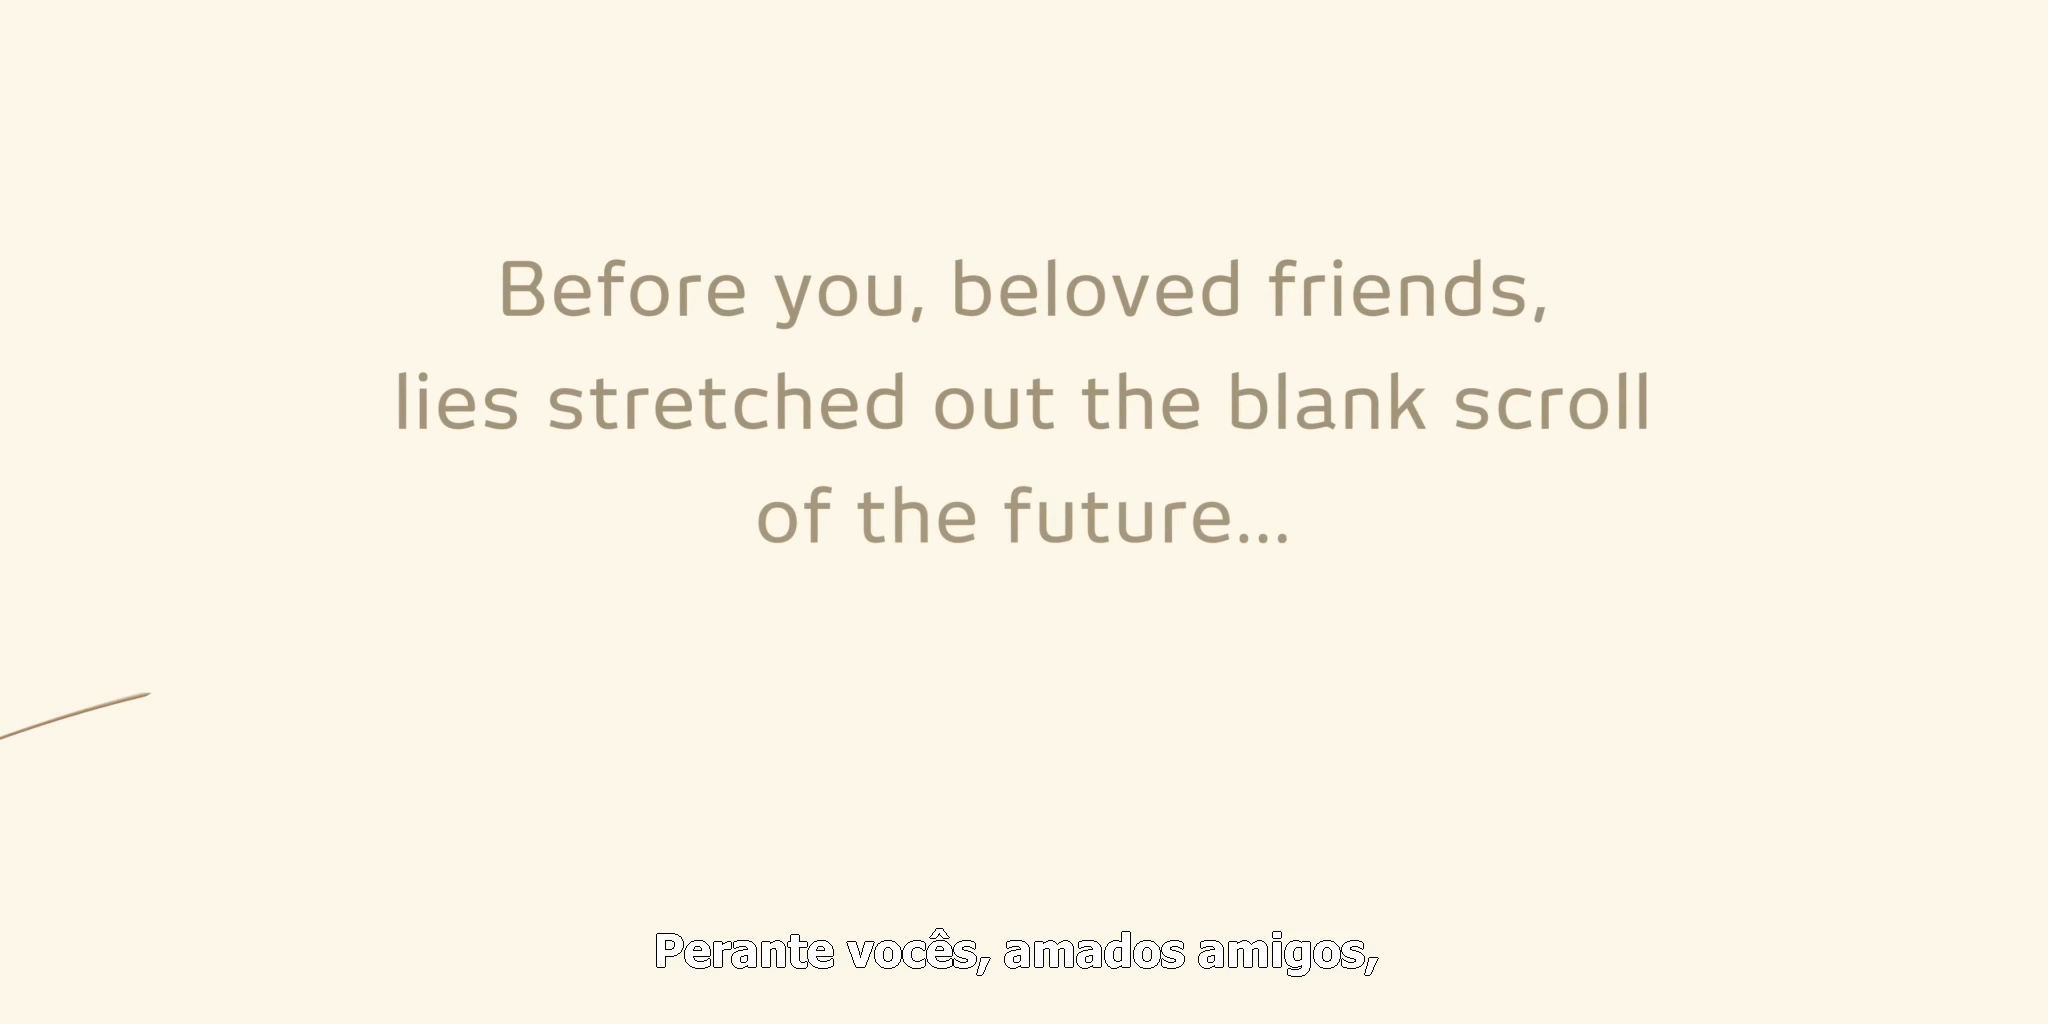 Before you, beloved friends,
lies stretched out the blank scroll
of the future...
Perante vocês, amados amigos,